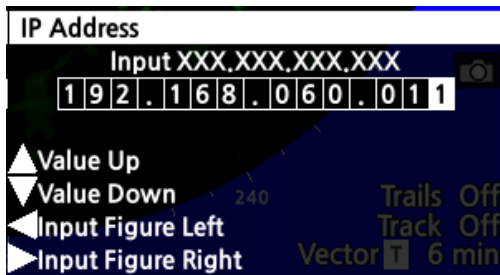 IP Address
Input XXX.XXX.XXX.XXX
192.168.060.011
Value Up
Value Down
240
Trails Off
Input Figure Left
Track Off
Input Figure Right
Vector T 6 min